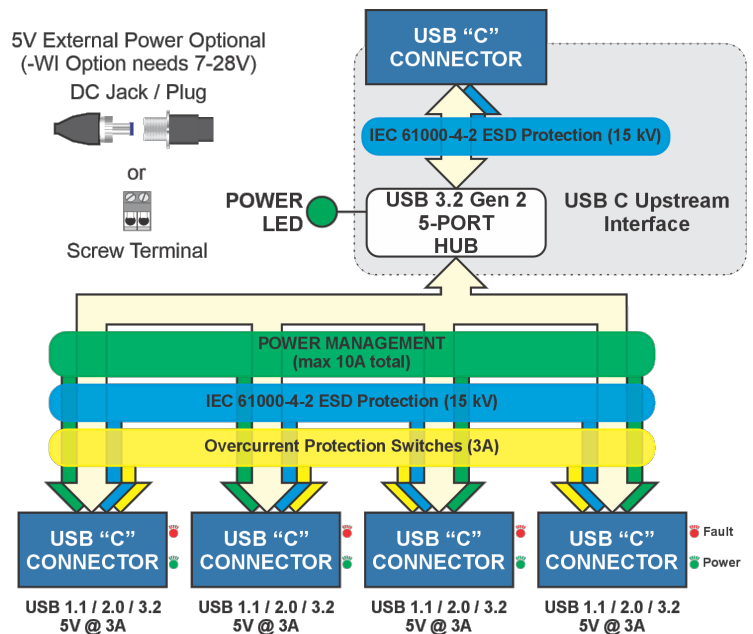 5V External Power Optional
(-WI Option needs 7-28V)
DC Jack / Plug
or
Screw Terminal
USB “C”
CONNECTOR
IEC 61000-4-2 ESD Protection (15 kV)
POWER
LED
USB 3.2 Gen 2
5-PORT
HUB
USB C Upstream
Interface
POWER MANAGEMENT
(max 10A total)
IEC 61000-4-2 ESD Protection (15 kV)
Overcurrent Protection Switches (3A)
USB “C”
CONNECTOR
USB “C”
CONNECTOR
USB “C”
CONNECTOR
USB “C”
CONNECTOR
Fault
Power
USB 1.1 / 2.0 / 3.2
5V @ 3A
USB 1.1 / 2.0 / 3.2
5V @ 3A
USB 1.1 / 2.0 / 3.2
5V @ 3A
USB 1.1 / 2.0 / 3.2
5V @ 3A